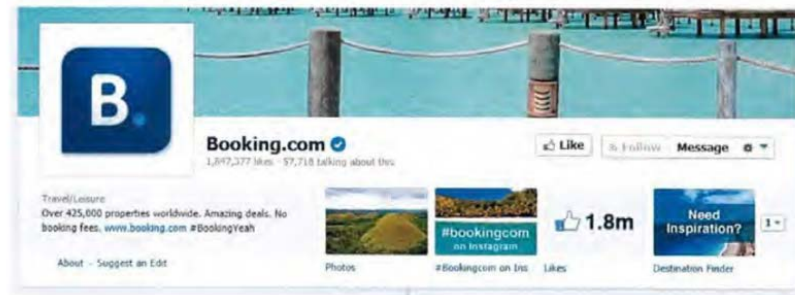 B.
Booking.com
1,847,377 likes · 57,718 talking about this
Like
Follow
Message
Travel/Leisure
Over 425,000 properties worldwide. Amazing deals. No
booking fees. www.booking.com #BookingYeah
About - Suggest an Edit
#bookingcom
on Instagram
1.8m
Need
Inspiration?
1
Photos
#Bookingcom on Ins
Likes
Destination Finder